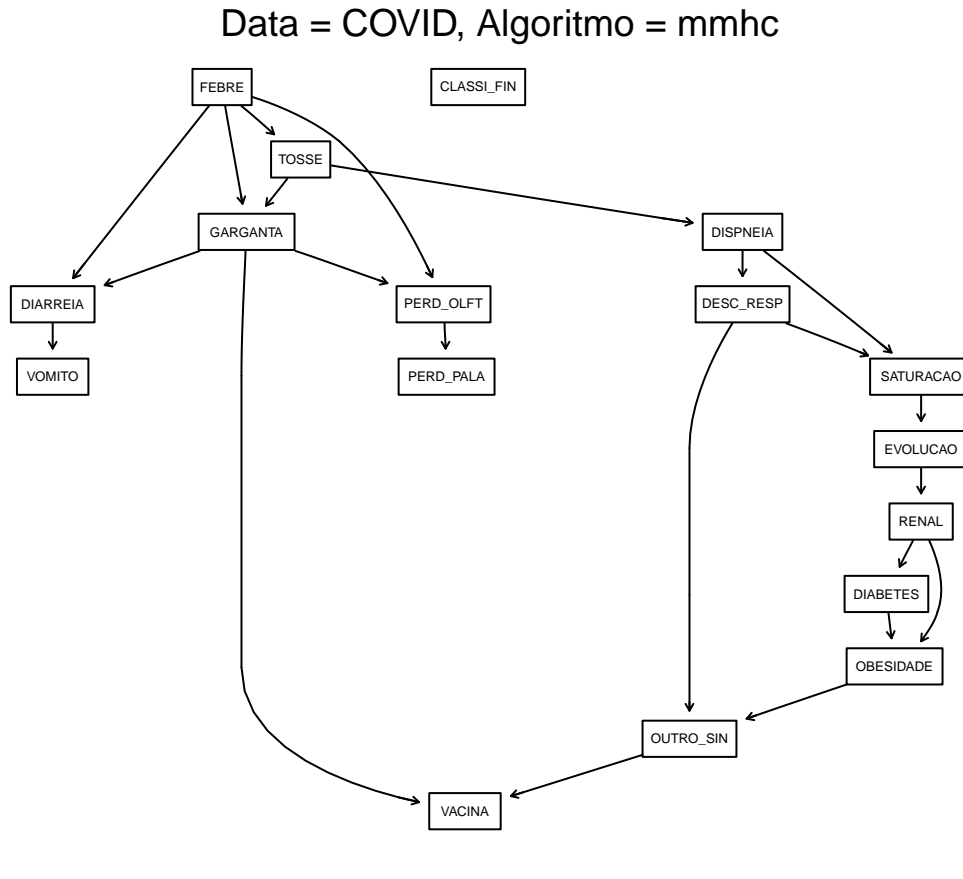 Data = COVID, Algoritmo = mmhc
FEBRE
CLASSI_FIN
TOSSE
GARGANTA
DISPNEIA
DIARREIA
PERD_OLFT
DESC_RESP
VOMITO
PERD_PALA
SATURACAO
EVOLUCAO
RENAL
DIABETES
OBESIDADE
OUTRO_SIN
VACINA